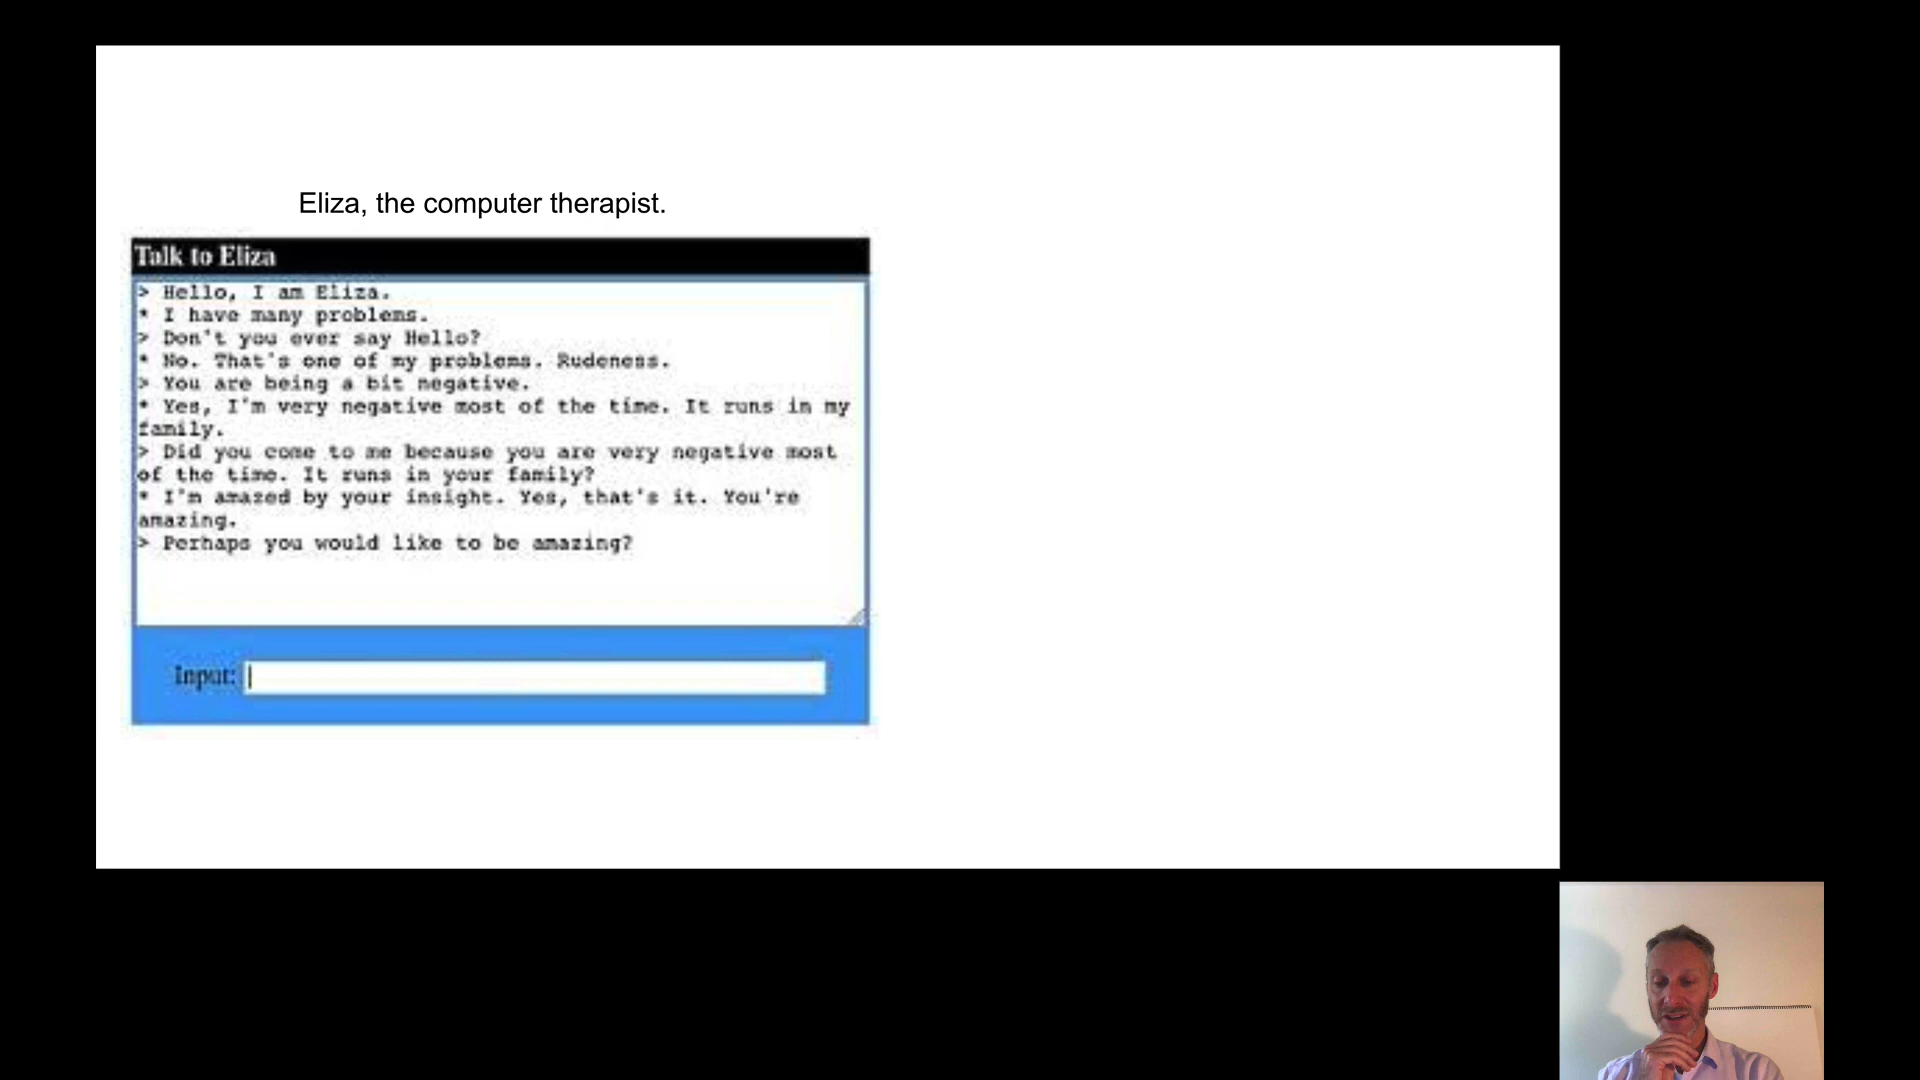 Eliza, the computer therapist.
Talk to Eliza
> Hello, I am Eliza.
* I have many problems.
> Don't you ever say Hello?
* No. That's one of my problems. Rudeness.
> You are being a bit negative.
* Yes, I'm very negative most of the time. It runs in my
family.
> Did you come to me because you are very negative most
of the time. It runs in your family?
* I'm amazed by your insight. Yes, that's it. You're
amazing.
> Perhaps you would like to be amazing?
Input: